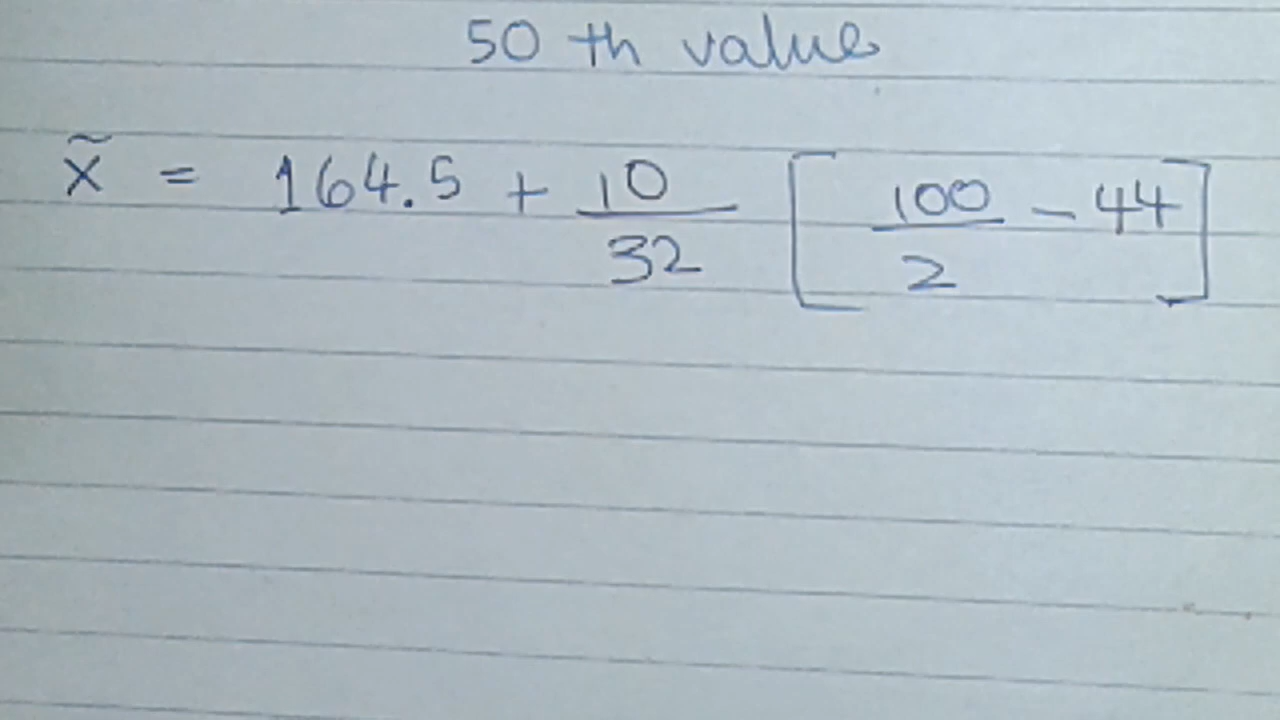 50 th value
x̃ = 164.5 + 10/32 [ 100/2 - 44 ]